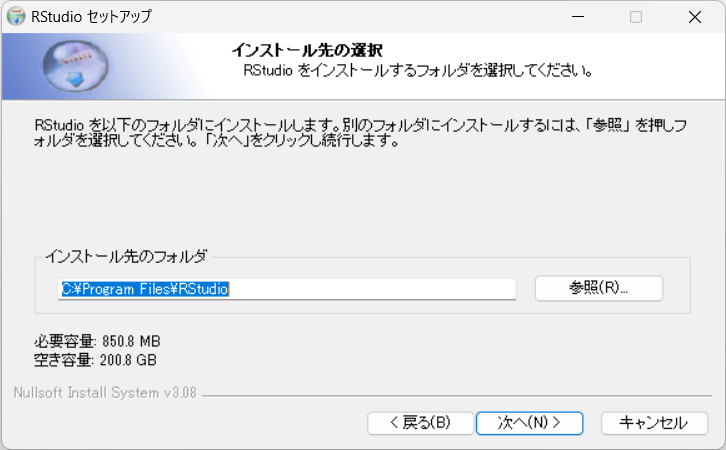 RStudio セットアップ
インストール先の選択
RStudio をインストールするフォルダを選択してください。
RStudio を以下のフォルダにインストールします。別のフォルダにインストールするには、「参照」 を押しフ
ォルダを選択してください。 「次へ」をクリックし続行します。
インストール先のフォルダ
C:¥Program Files¥RStudio
参照(R)...
必要容量: 850.8 MB
空き容量: 200.8 GB
Nullsoft Install System v3.08
< 戻る(B)
次へ(N) >
キャンセル